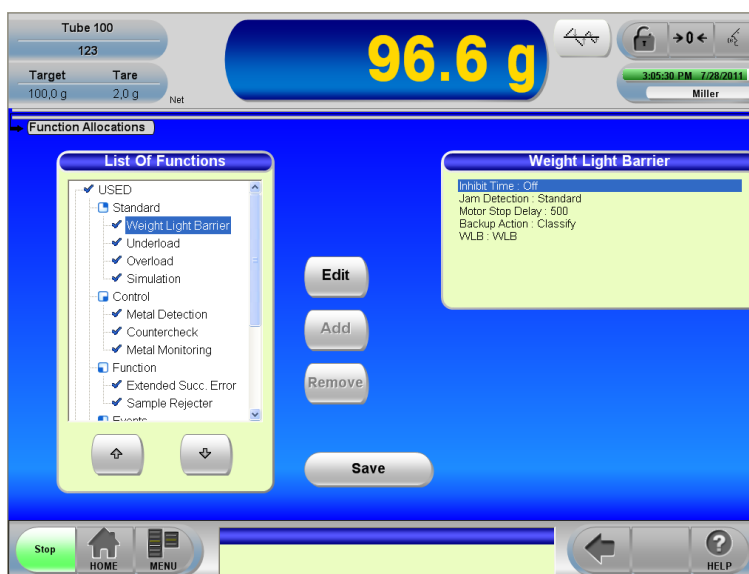 Tube 100
123
Target Tare
100,0 g 2,0 g
Net
96.6 g
→0←
3:05:30 PM 7/28/2011
Miller
Function Allocations
List Of Functions
USED
Standard
Weight Light Barrier
Underload
Overload
Simulation
Control
Metal Detection
Countercheck
Metal Monitoring
Function
Extended Succ. Error
Sample Rejecter
Events
Edit
Add
Remove
Save
Weight Light Barrier
Inhibit Time : Off
Jam Detection : Standard
Motor Stop Delay : 500
Backup Action : Classify
WLB : WLB
Stop
HOME
MENU
HELP